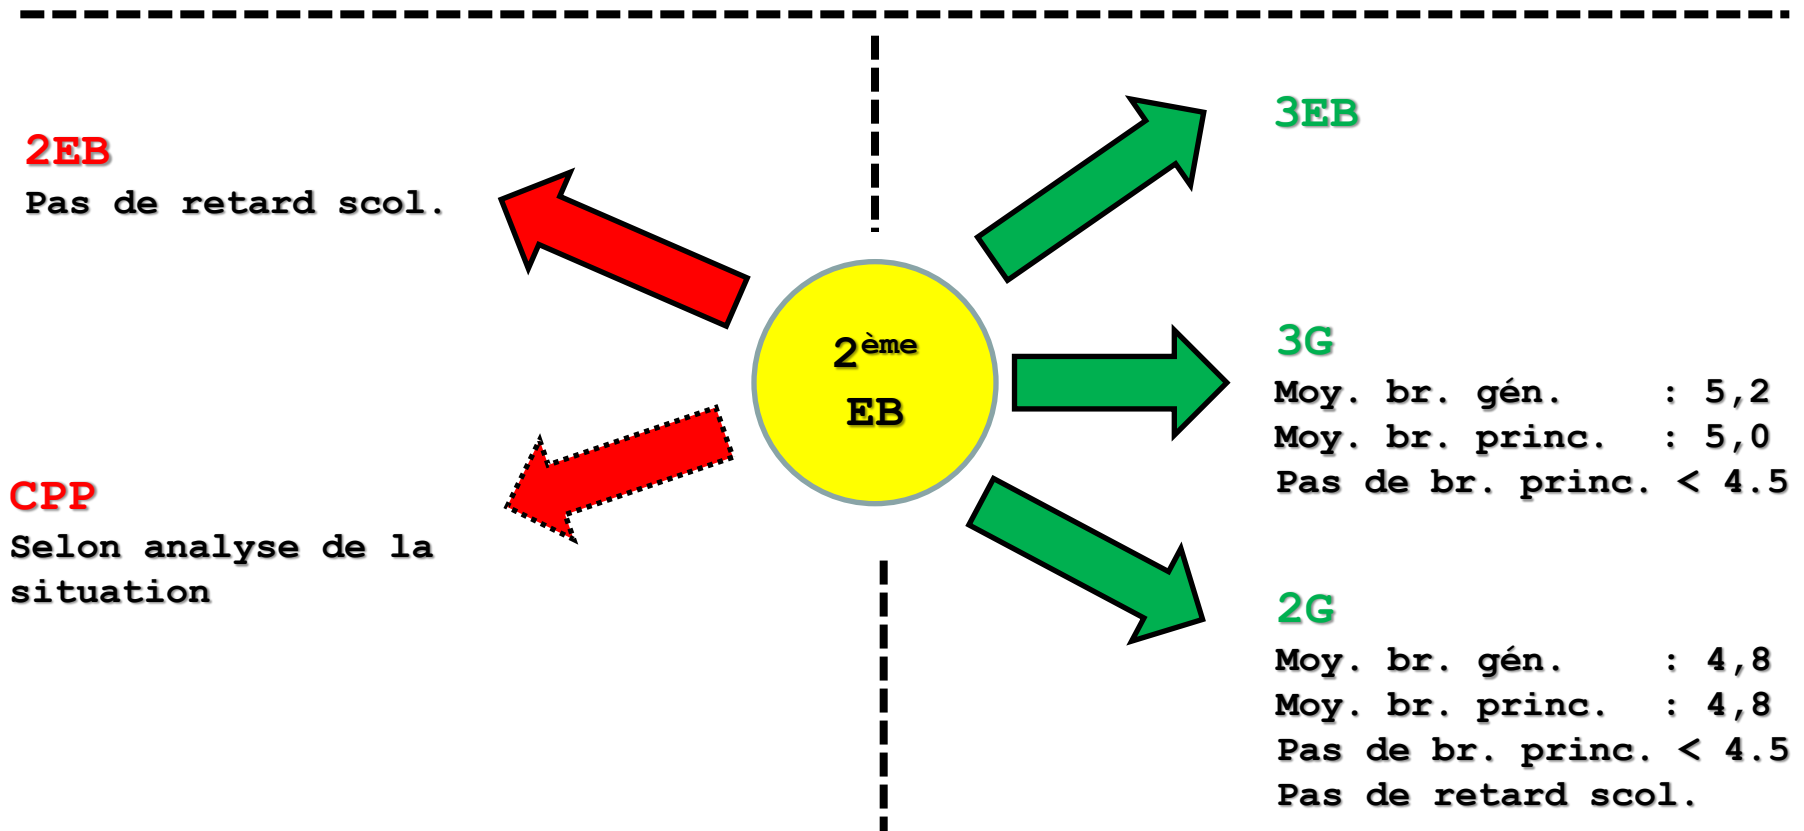 2EB
Pas de retard scol.
CPP
Selon analyse de la
situation
2ème
EB
3EB
3G
Moy. br. gén. : 5,2
Moy. br. princ. : 5,0
Pas de br. princ. < 4.5
2G
Moy. br. gén. : 4,8
Moy. br. princ. : 4,8
Pas de br. princ. < 4.5
Pas de retard scol.